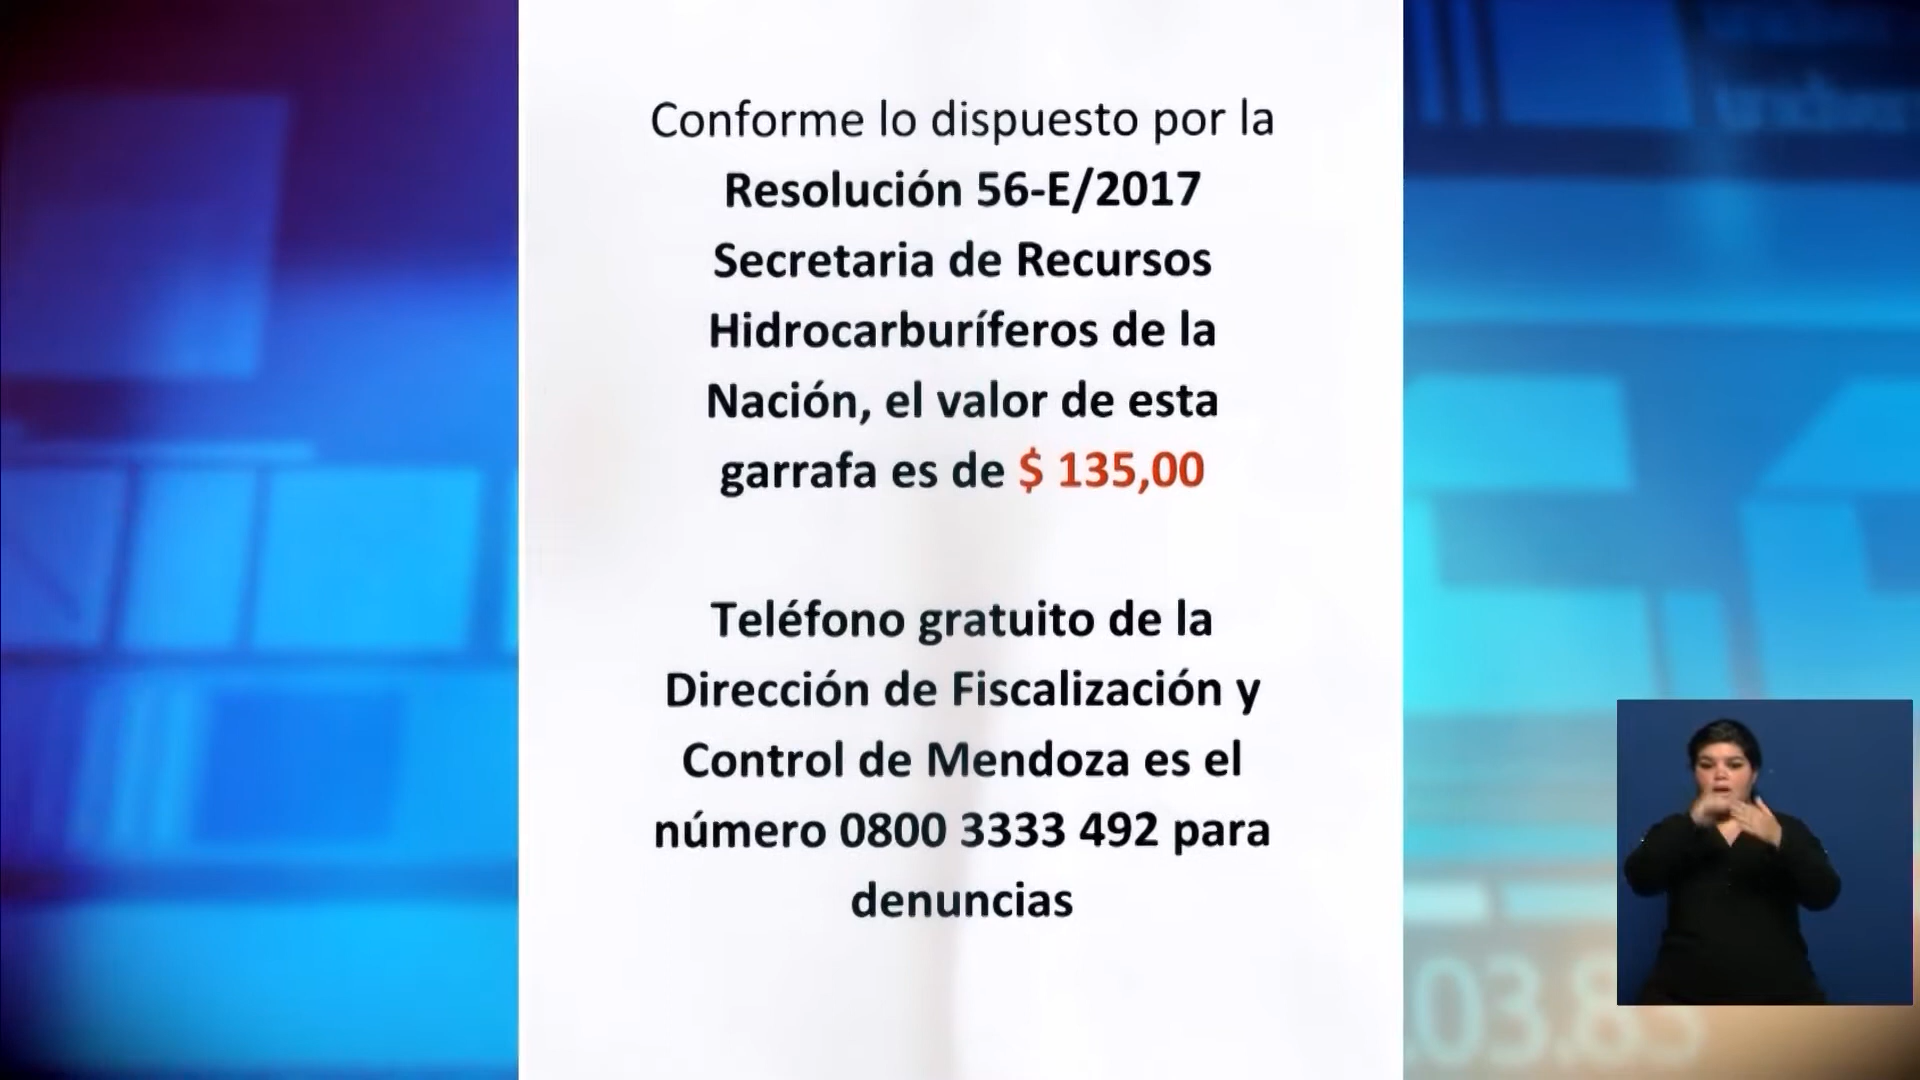 Conforme lo dispuesto por la
Resolución 56-E/2017
Secretaria de Recursos
Hidrocarburíferos de la
Nación, el valor de esta
garrafa es de $ 135,00
Teléfono gratuito de la
Dirección de Fiscalización y
Control de Mendoza es el
número 0800 3333 492 para
denuncias
03.85